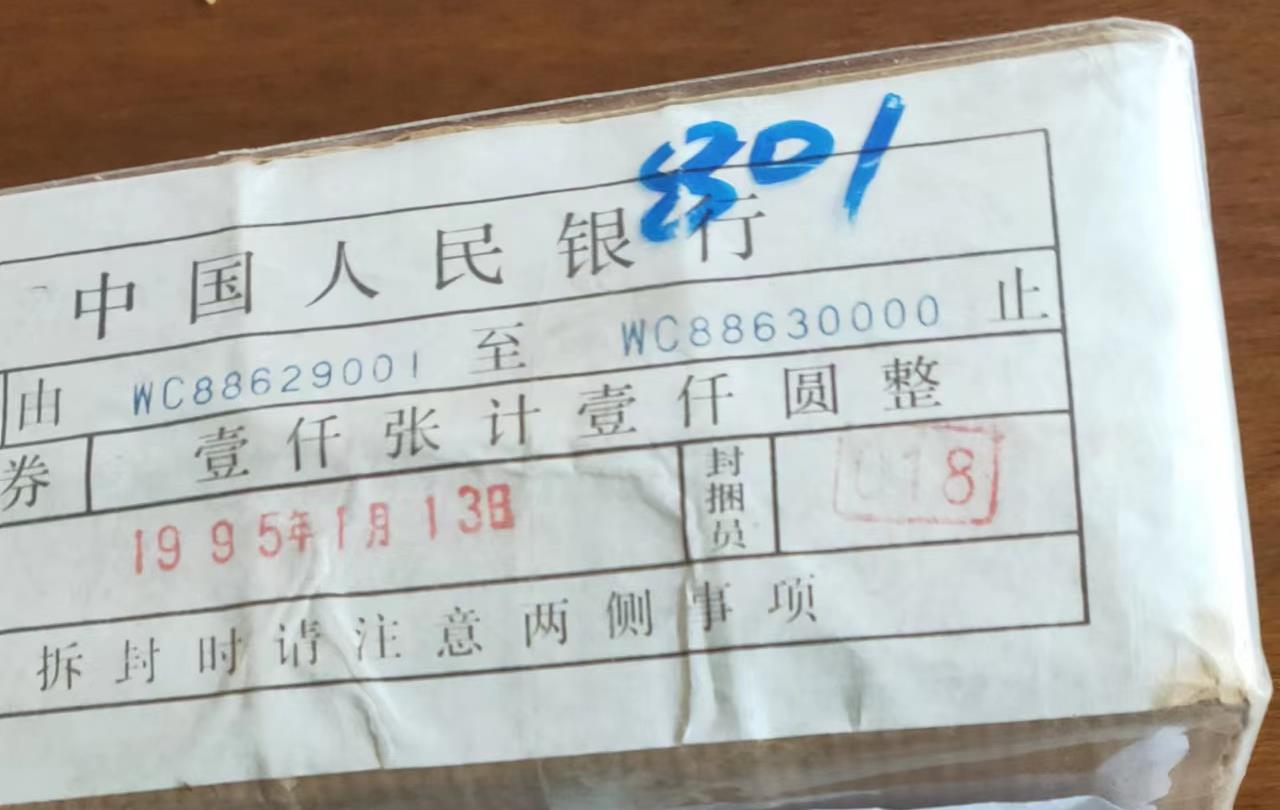 801
中国人民银行
由 WC88629001 至 WC88630000 止
券 壹仟张计壹仟圆整
1995年1月13日 封捆员 018
拆封时请注意两侧事项